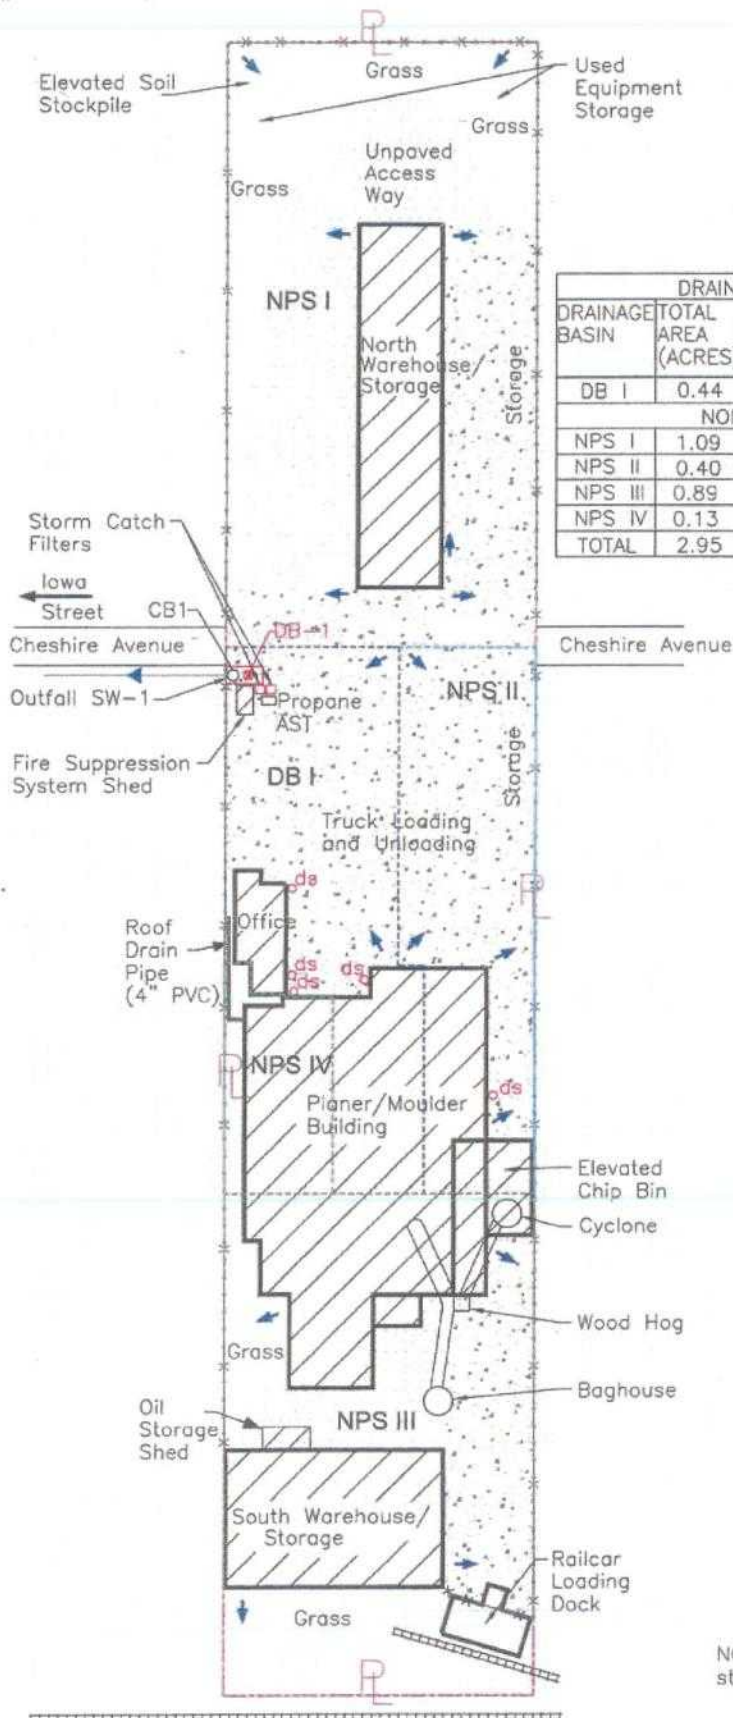 PL
Elevated Soil
Stockpile
Grass
Used
Equipment
Storage
Grass
Unpaved
Access
Way
Grass
NPS I
North
Warehouse/
Storage
Storage
DRAIN
DRAINAGE TOTAL
BASIN AREA
(ACRES
DB I 0.44
NPS I 1.09
NPS II 0.40
NPS III 0.89
NPS IV 0.13
TOTAL 2.95
Storm Catch
Filters
Iowa
Street
CB1
DB-1
Cheshire Avenue
Cheshire Avenue
Outfall SW-1
Propane
AST
NPS II
Fire Suppression
System Shed
DB I
Storage
Truck Loading
and Unloading
PL
ds
Office
Roof
Drain
Pipe
(4" PVC)
ds
ds
ds
PL
NPS IV
ds
Planer/Moulder
Building
Elevated
Chip Bin
Cyclone
Wood Hog
Grass
Baghouse
Oil
Storage
Shed
NPS III
South Warehouse/
Storage
Railcar
Loading
Dock
Grass
PL